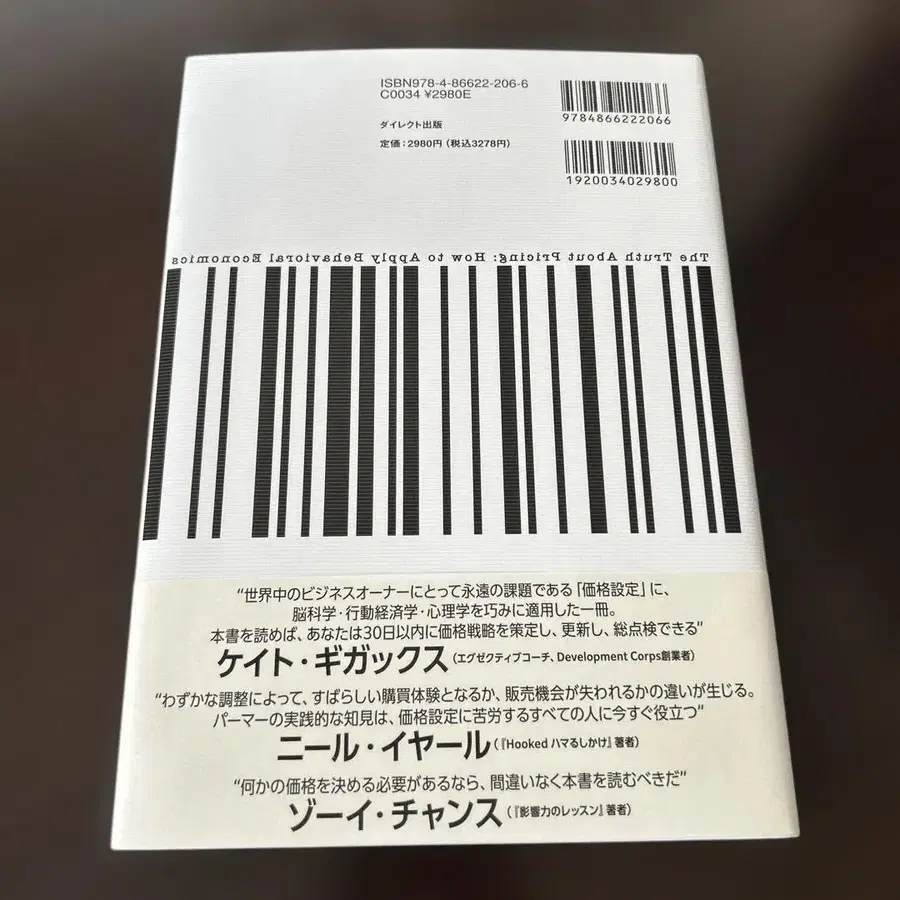 ISBN978-4-86622-206-6
C0034 ¥2980E
ダイレクト出版
定価：2980円（税込3278円）
9784866222066
1920034029800
The Truth About Pricing: How to Apply Behavioral Economics
“世界中のビジネスオーナーにとって永遠の課題である「価格設定」に、
脳科学・行動経済学・心理学を巧みに適用した一冊。
本書を読めば、あなたは30日以内に価格戦略を策定し、更新し、総点検できる”
ケイト・ギガックス（エグゼクティブコーチ、Development Corps創業者）
“わずかな調整によって、すばらしい購買体験となるか、販売機会が失われるかの違いが生じる。
パーマーの実践的な知見は、価格設定に苦労するすべての人に今すぐ役立つ”
ニール・イヤール（『Hooked ハマるしかけ』著者）
“何かの価格を決める必要があるなら、間違いなく本書を読むべきだ”
ゾーイ・チャンス（『影響力のレッスン』著者）